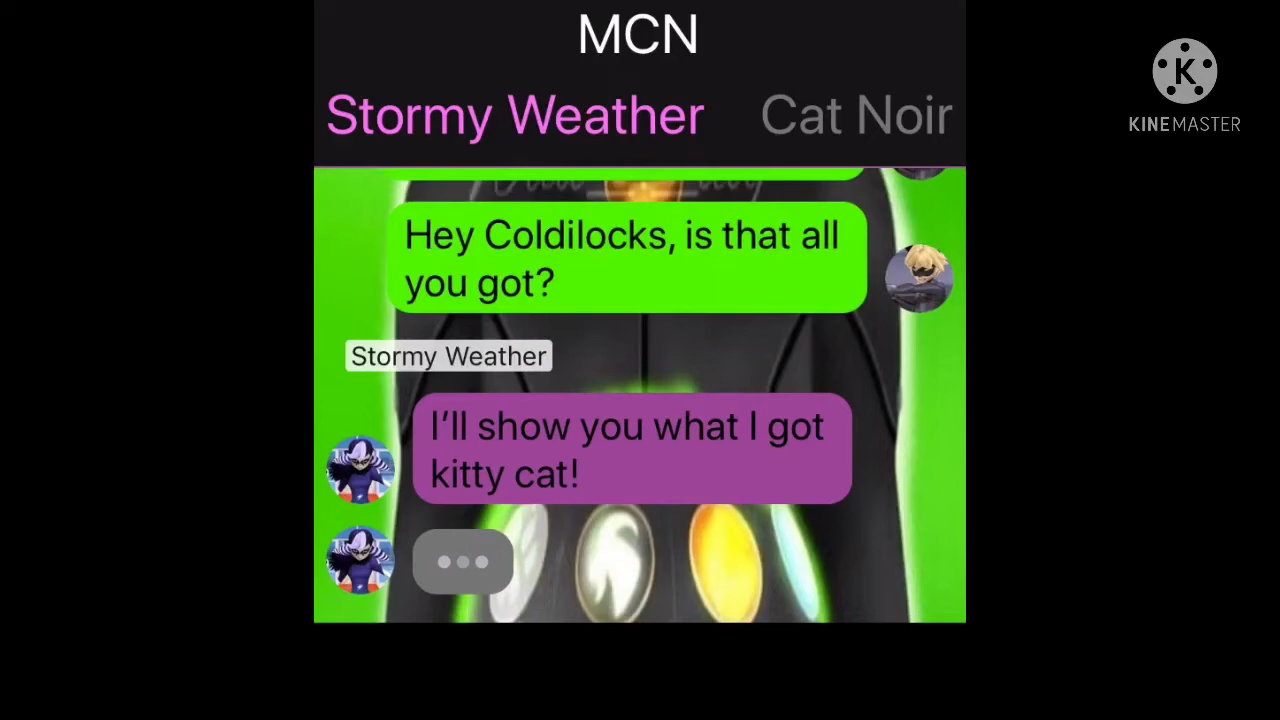 MCN
Stormy Weather Cat Noir
K
KINEMASTER
Hey Coldilocks, is that all
you got?
Stormy Weather
I'll show you what I got
kitty cat!